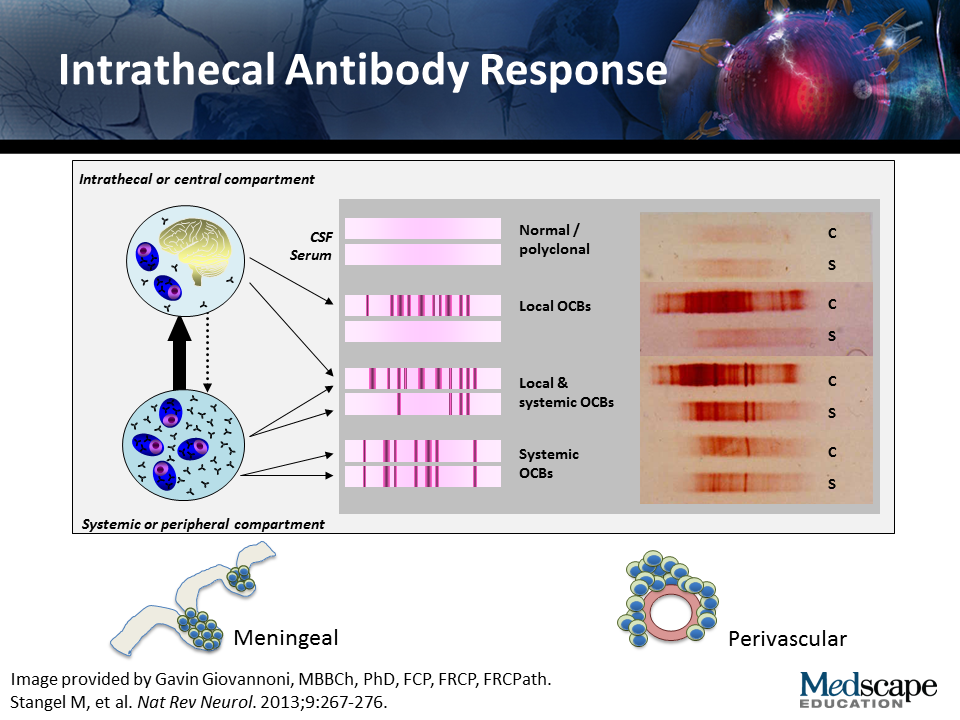 Intrathecal Antibody Response
Intrathecal or central compartment
CSF
Serum
Normal /
polyclonal
Local OCBs
Local &
systemic OCBs
Systemic
OCBs
C
S
C
S
C
S
C
S
Systemic or peripheral compartment
Meningeal
Perivascular
Image provided by Gavin Giovannoni, MBBCh, PhD, FCP, FRCP, FRCPath.
Stangel M, et al. Nat Rev Neurol. 2013;9:267-276.
Medscape
EDUCATION